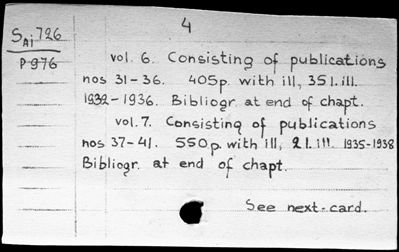 4
SAi 726
P 976
vol. 6. Consisting of publications
nos 31-36. 405p. with ill., 35 l. ill.
1932-1936. Bibliogr. at end of chapt.
vol. 7. Consisting of publications
nos 37-41. 550p. with ill., 21. ill. 1935-1938
Bibliogr. at end of chapt.
See next card.